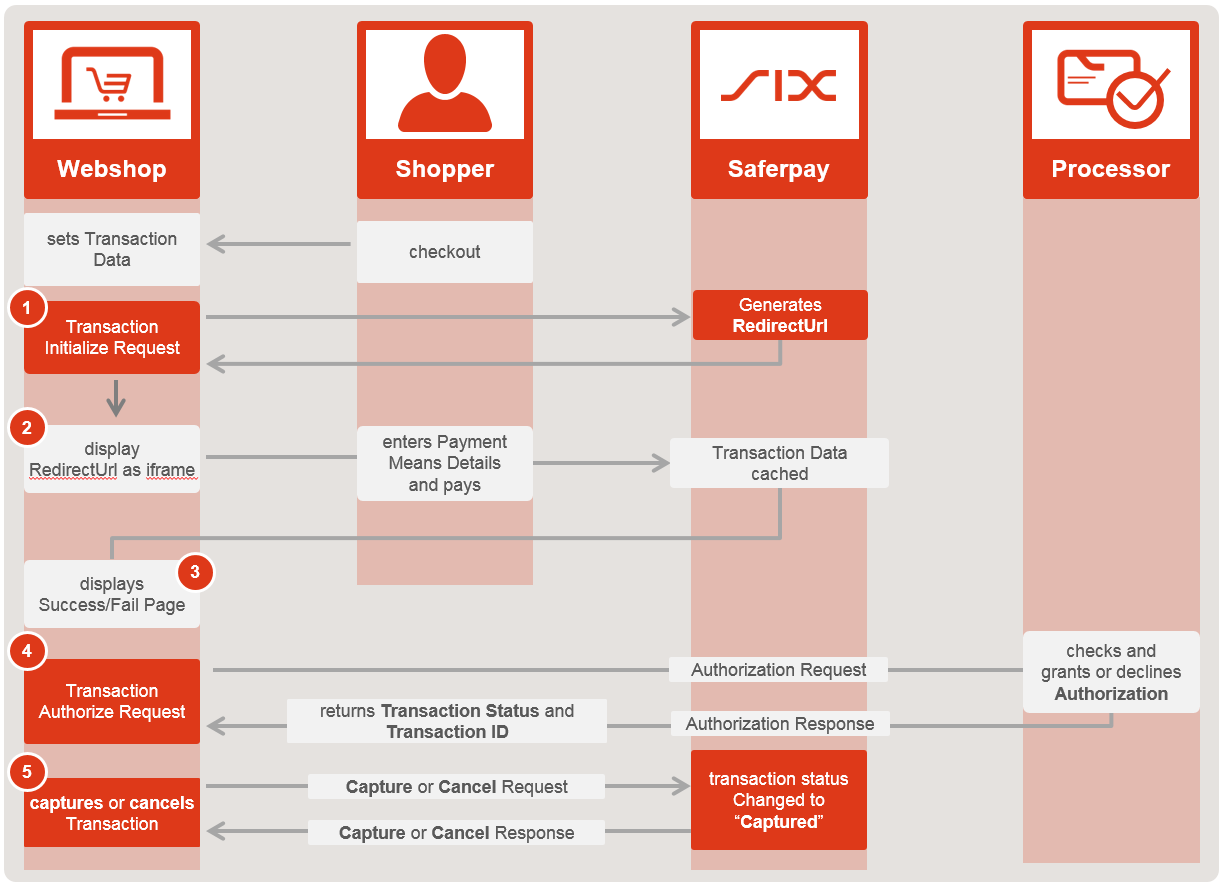 SIX
Webshop
Shopper
Saferpay
Processor
sets Transaction
Data
checkout
1
Transaction
Initialize Request
Generates
RedirectUrl
2
display
RedirectUrl as iframe
enters Payment
Means Details
and pays
Transaction Data
cached
3
displays
Success/Fail Page
4
Transaction
Authorize Request
Authorization Request
checks and
grants or declines
Authorization
returns Transaction Status and
Transaction ID
Authorization Response
5
captures or cancels
Transaction
Capture or Cancel Request
transaction status
Changed to
“Captured”
Capture or Cancel Response